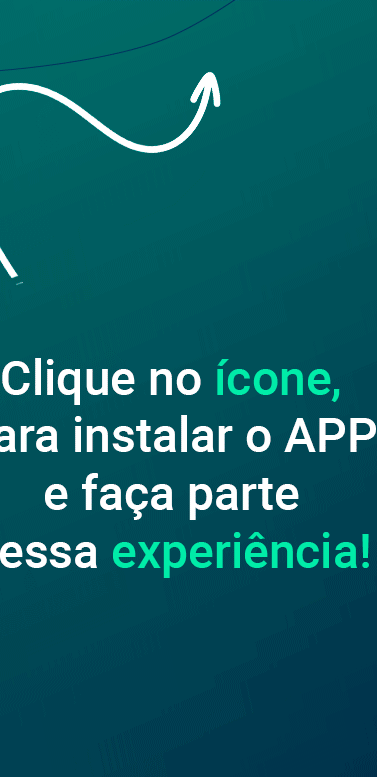 Clique no ícone,
ara instalar o APP
e faça parte
essa experiência!